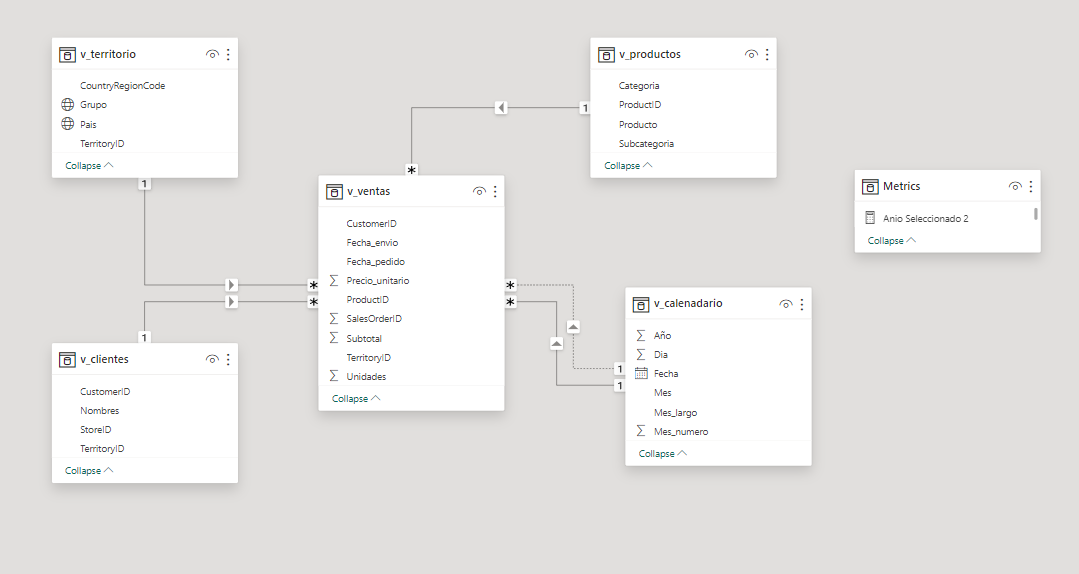 v_territorio
CountryRegionCode
Grupo
Pais
TerritoryID
Collapse
1
v_productos
Categoria
ProductID
Producto
Subcategoria
Collapse
1
*
v_ventas
CustomerID
Fecha_envio
Fecha_pedido
Precio_unitario
ProductID
SalesOrderID
Subtotal
TerritoryID
Unidades
Collapse
*
*
*
*
Metrics
Anio Seleccionado 2
Collapse
v_calenadario
Año
Dia
Fecha
Mes
Mes_largo
Mes_numero
Collapse
1
1
1
v_clientes
CustomerID
Nombres
StoreID
TerritoryID
Collapse